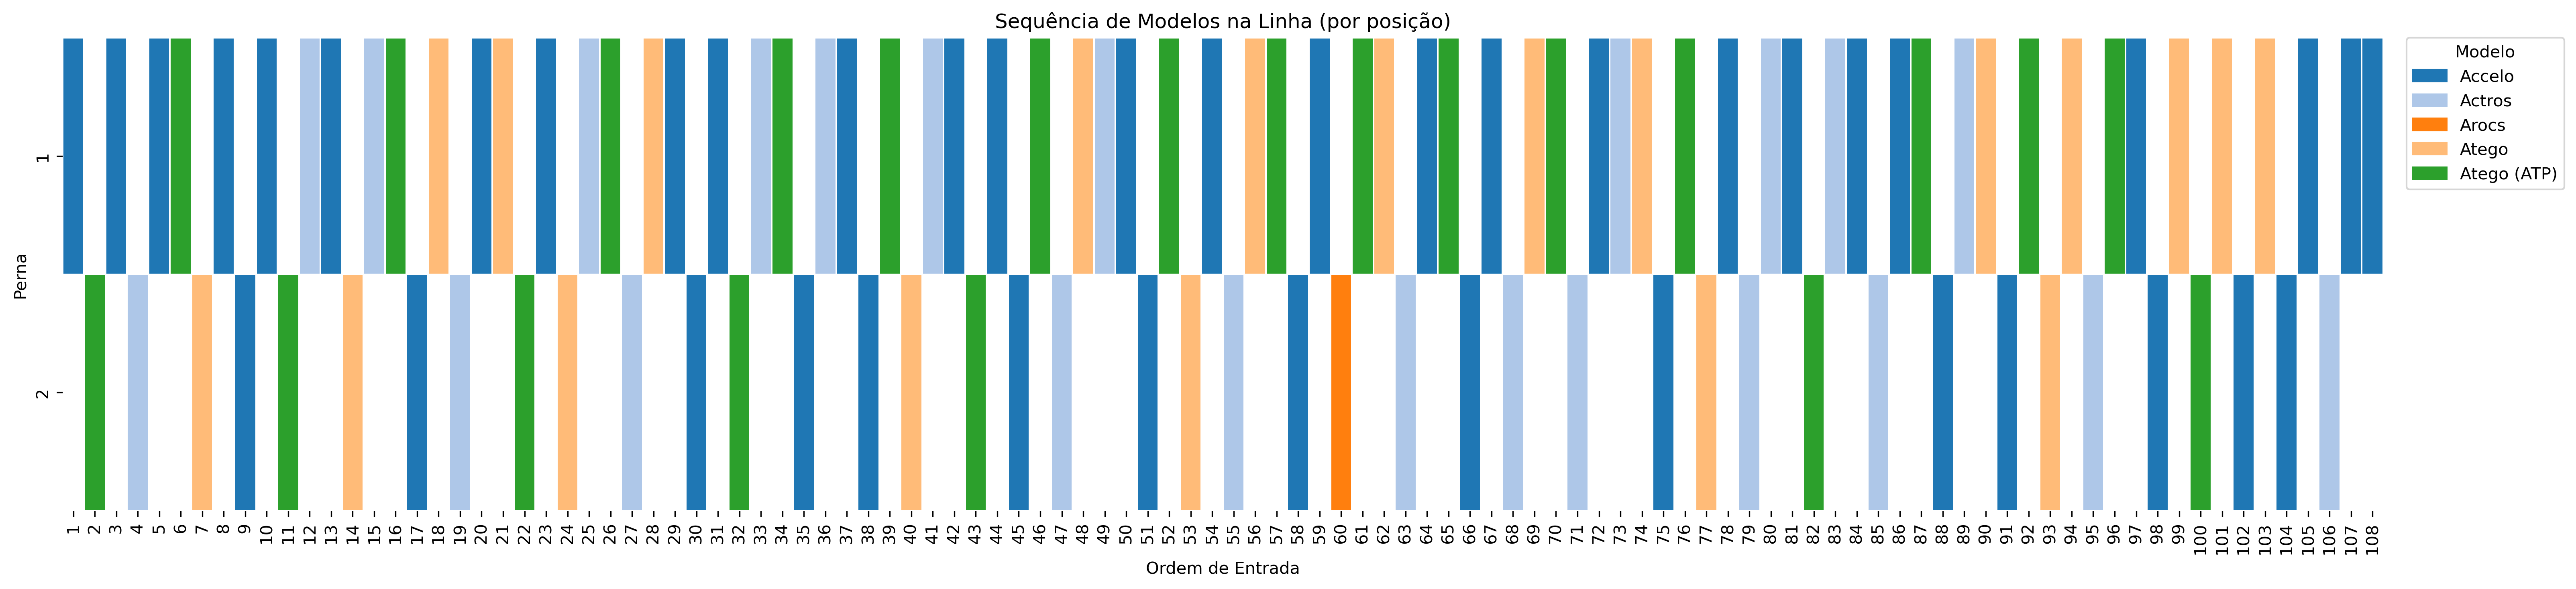 Sequência de Modelos na Linha (por posição)
Modelo
Accelo
Actros
Arocs
Atego
Atego (ATP)
Perna
1
2
1 2 3 4 5 6 7 8 9 10 11 12 13 14 15 16 17 18 19 20 21 22 23 24 25 26 27 28 29 30 31 32 33 34 35 36 37 38 39 40 41 42 43 44 45 46 47 48 49 50 51 52 53 54 55 56 57 58 59 60 61 62 63 64 65 66 67 68 69 70 71 72 73 74 75 76 77 78 79 80 81 82 83 84 85 86 87 88 89 90 91 92 93 94 95 96 97 98 99 100 101 102 103 104 105 106 107 108
Ordem de Entrada